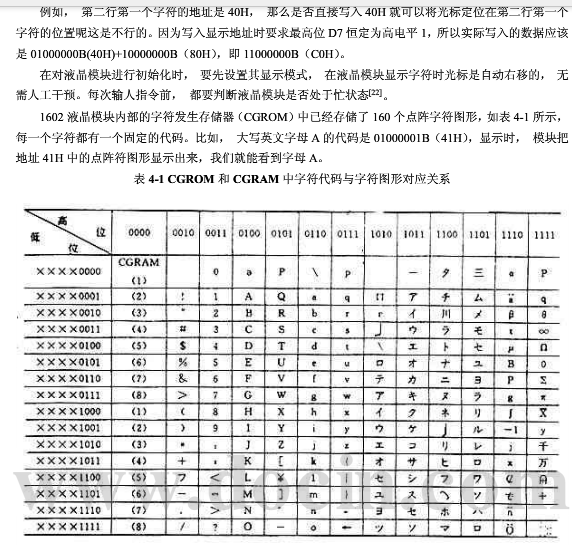 例如， 第二行第一个字符的地址是 40H， 那么是否直接写入 40H 就可以将光标定位在第二行第一个
字符的位置呢这是不行的。因为写入显示地址时要求最高位 D7 恒定为高电平 1，所以实际写入的数据应该
是 01000000B(40H)+10000000B（80H），即 11000000B（C0H）。
在对液晶模块进行初始化时， 要先设置其显示模式， 在液晶模块显示字符时光标是自动右移的， 无
需人工干预。每次输人指令前， 都要判断液晶模块是否处于忙状态[22]。
1602 液晶模块内部的字符发生存储器（CGROM）中已经存储了 160 个点阵字符图形，如表 4-1 所示，
每一个字符都有一个固定的代码。比如， 大写英文字母 A 的代码是 01000001B（41H），显示时， 模块把
地址 41H 中的点阵符图形显示出来，我们就能看到字母 A。
表 4-1 CGROM 和 CGRAM 中字符代码与字符图形对应关系
高位 低位 0000 0010 0011 0100 0101 0110 0111 1010 1011 1100 1101 1110 1111
××××0000 CGRAM (1) 0 ə P \ p ー タ 三 α P
××××0001 (2) ! 1 A Q a q ア チ ム ä q
××××0010 (3) " 2 B R b r イ 川 メ β θ
××××0011 (4) # 3 C S c s 」 ウ ラ モ ε ∞
××××0100 (5) $ 4 D T d t \ エ ト セ μ Ω
××××0101 (6) % 5 E U e u ロ オ ナ ユ B 0
××××0110 (7) & 6 F V f v テ カ ニ ヨ P Σ
××××0111 (8) > 7 G W g w ア キ ヌ ラ g π
××××1000 (1) ( 8 H X h x イ ク ネ リ ∫ X
××××1001 (2) ) 9 I Y i y ウ ケ 」 ル -1 y
××××1010 (3) * : J Z j z エ コ リ レ j 千
××××1011 (4) + ; K [ k { オ サ ヒ ロ x 万
××××1100 (5) フ < L ¥ l | セ シ フ ワ ¢
××××1101 (6) － = M ] m } ユ ス ヘ ソ も ＋
××××1110 (7) . > N ^ n ヨ セ ホ ハ ñ
××××1111 (8) / ? O － o ← ツ ソ マ ロ Ö
www.docin.com